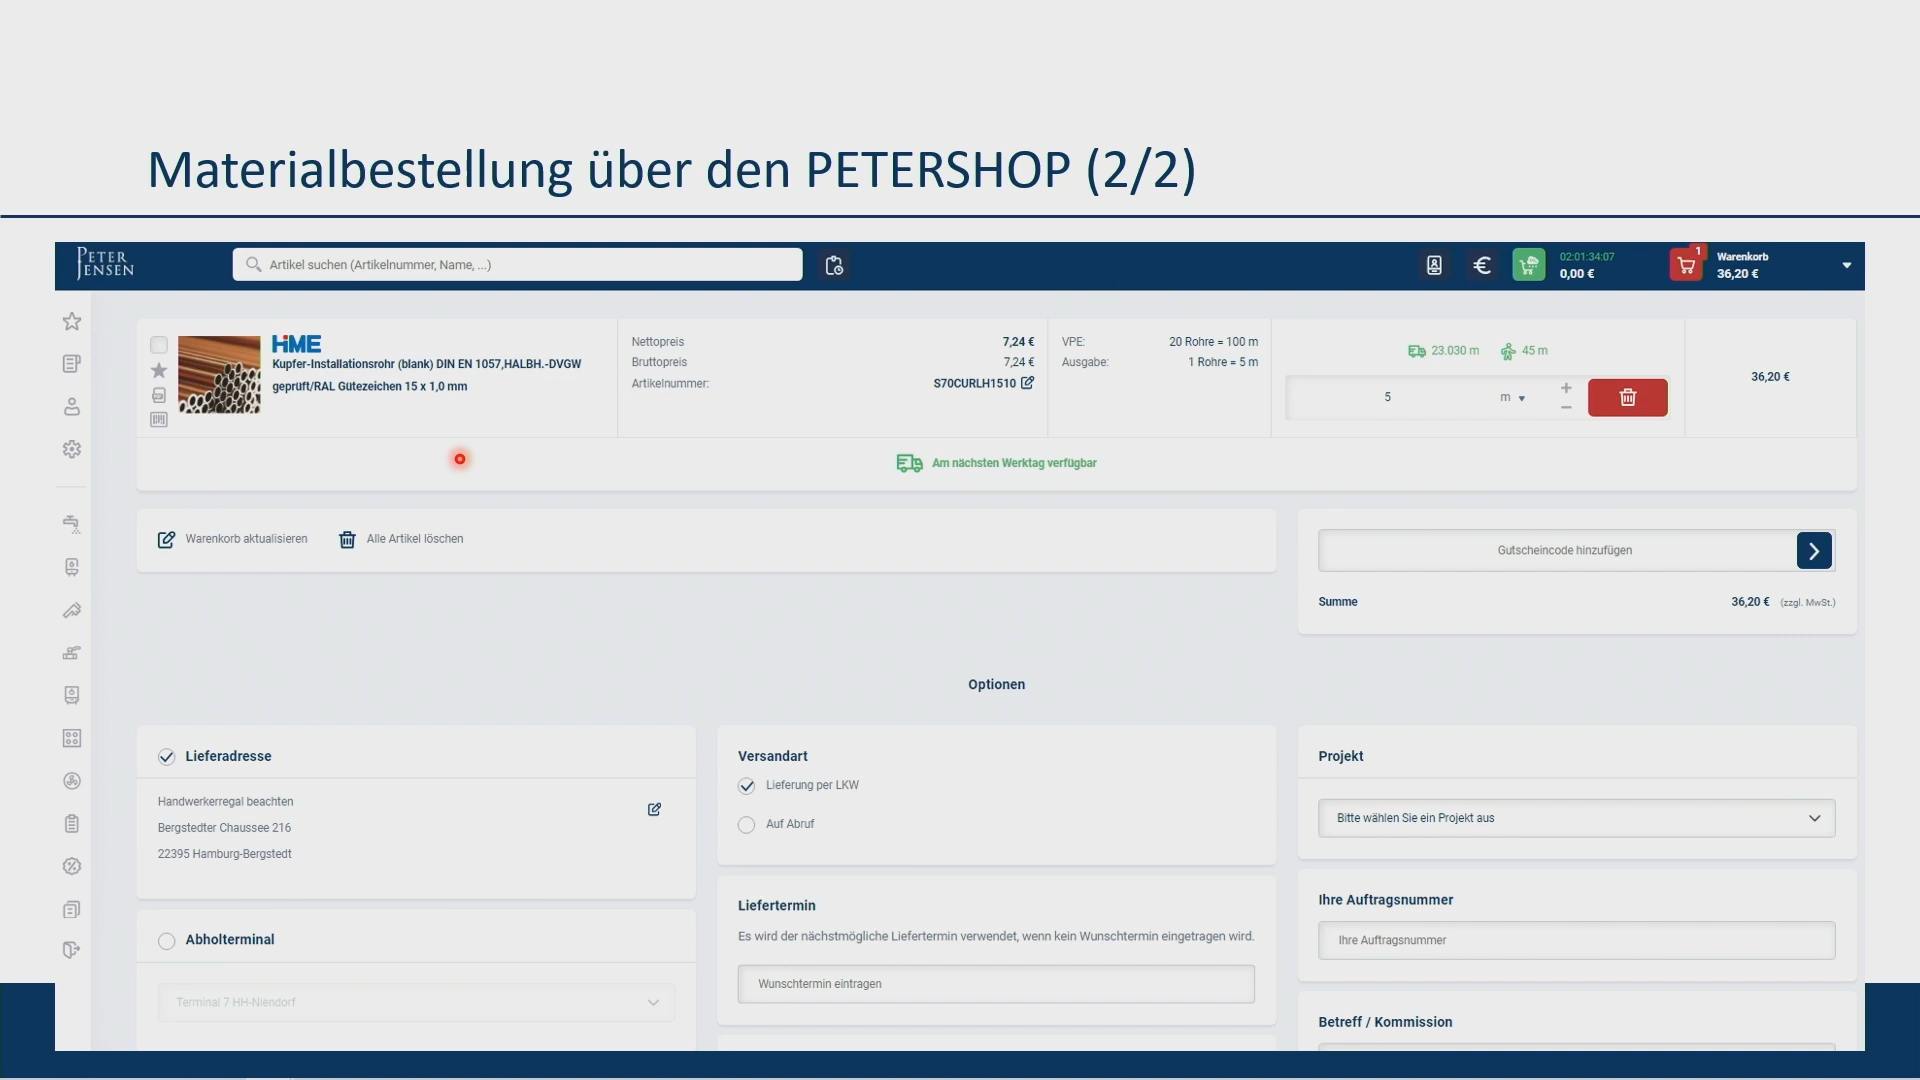 Materialbestellung über den PETERSHOP (2/2)
PETER JENSEN
Artikel suchen (Artikelnummer, Name, ...)
€
02:01:34:07
0,00 €
1
Warenkorb
36,20 €
HME
Kupfer-Installationsrohr (blank) DIN EN 1057,HALBH.-DVGW
geprüft/RAL Gütezeichen 15 x 1,0 mm
Nettopreis 7,24 €
Bruttopreis 7,24 €
Artikelnummer: S70CURLH1510
VPE: 20 Rohre = 100 m
Ausgabe: 1 Rohre = 5 m
23.030 m 45 m
5 m
36,20 €
Am nächsten Werktag verfügbar
Warenkorb aktualisieren Alle Artikel löschen
Gutscheincode hinzufügen
Summe 36,20 € (zzgl. MwSt.)
Optionen
Lieferadresse
Handwerkerregal beachten
Bergstedter Chaussee 216
22395 Hamburg-Bergstedt
Abholterminal
Terminal 7 HH-Niendorf
Versandart
Lieferung per LKW
Auf Abruf
Liefertermin
Es wird der nächstmögliche Liefertermin verwendet, wenn kein Wunschtermin eingetragen wird.
Wunschtermin eintragen
Projekt
Bitte wählen Sie ein Projekt aus
Ihre Auftragsnummer
Ihre Auftragsnummer
Betreff / Kommission